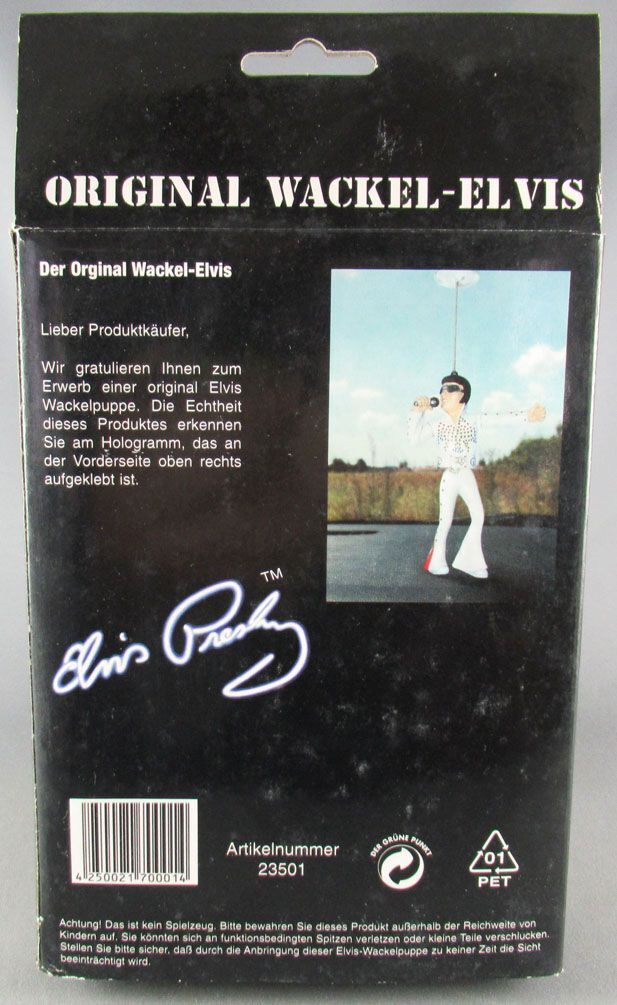 ORIGINAL WACKEL-ELVIS
Der Orginal Wackel-Elvis
Lieber Produktkäufer,
Wir gratulieren Ihnen zum
Erwerb einer original Elvis
Wackelpuppe. Die Echtheit
dieses Produktes erkennen
Sie am Hologramm, das an
der Vorderseite oben rechts
aufgeklebt ist.
Elvis Presley TM
4 250021 700014
Artikelnummer
23501
DER GRÜNE PUNKT
01
PET
Achtung! Das ist kein Spielzeug. Bitte bewahren Sie dieses Produkt außerhalb der Reichweite von
Kindern auf. Sie könnten sich an funktionsbedingten Spitzen verletzen oder kleine Teile verschlucken.
Stellen Sie bitte sicher, daß durch die Anbringung dieser Elvis-Wackelpuppe zu keiner Zeit die Sicht
beeinträchtigt wird.